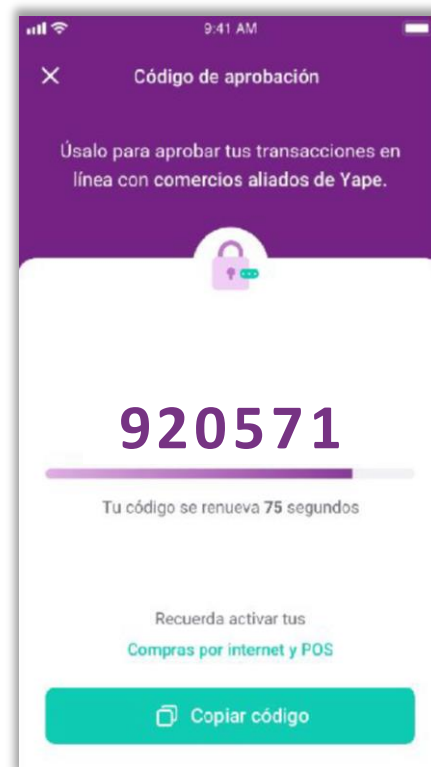 9:41 AM
Código de aprobación
Úsalo para aprobar tus transacciones en
línea con comercios aliados de Yape.
920571
Tu código se renueva 75 segundos
Recuerda activar tus
Compras por internet y POS
Copiar código